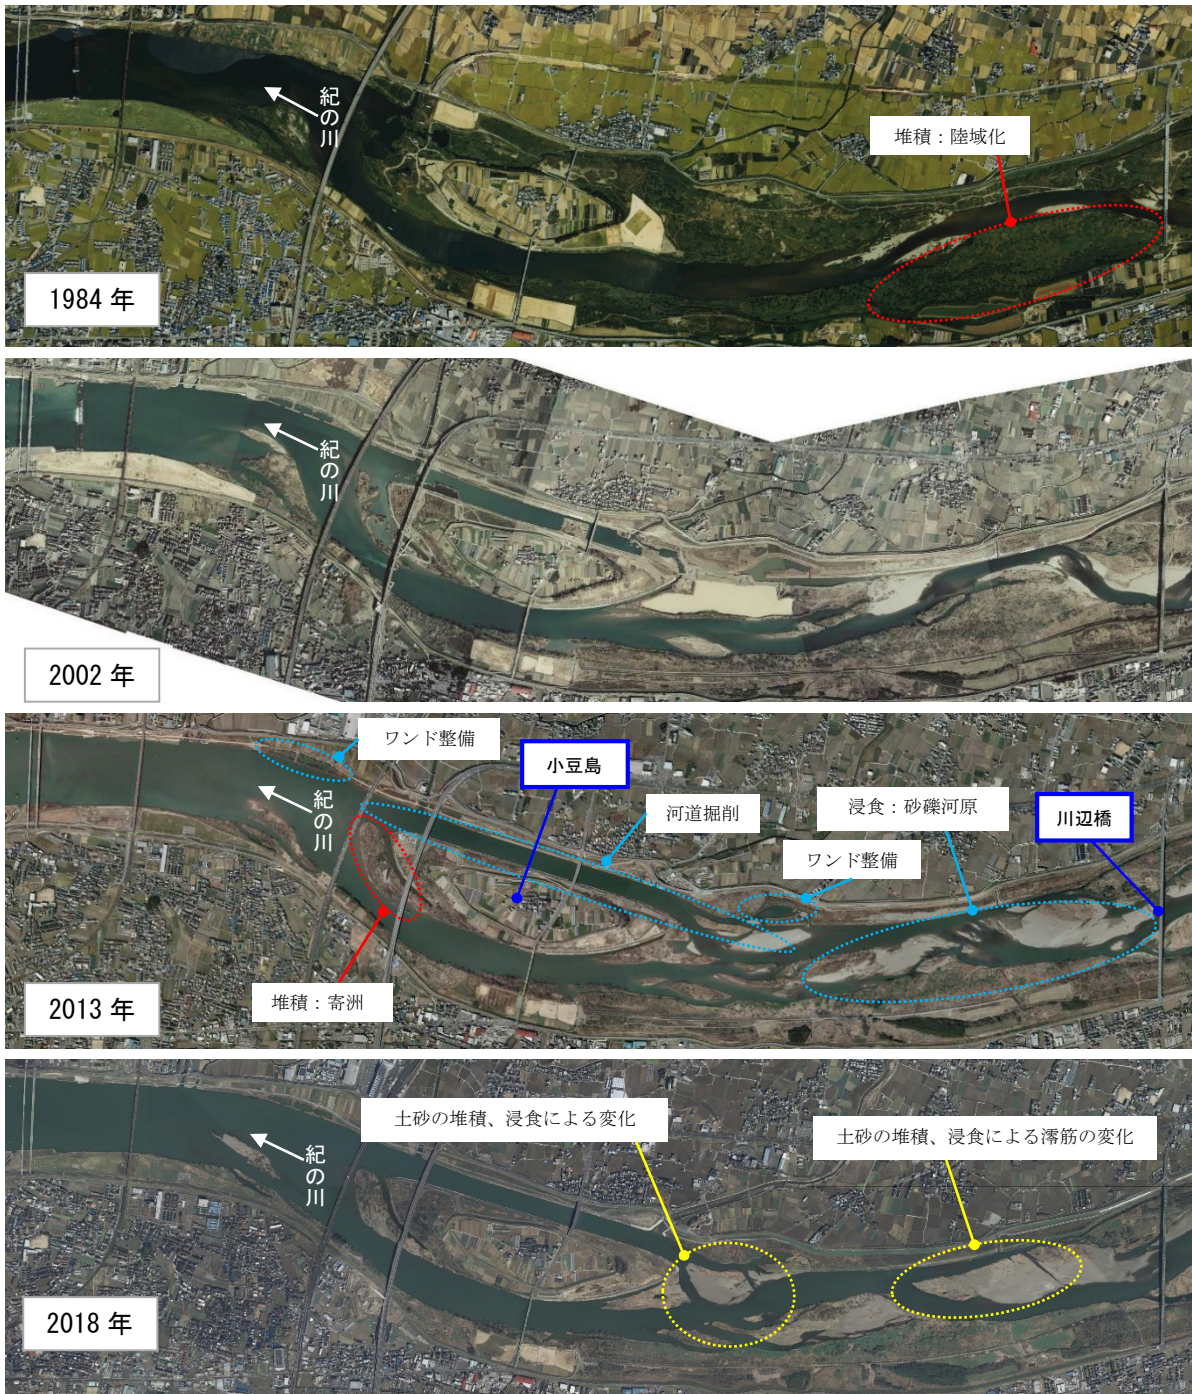 紀の川
堆積：陸域化
1984 年
紀の川
2002 年
ワンド整備
小豆島
紀の川
河道掘削
浸食：砂礫河原
川辺橋
ワンド整備
堆積：寄洲
2013 年
土砂の堆積、浸食による変化
土砂の堆積、浸食による澪筋の変化
紀の川
2018 年